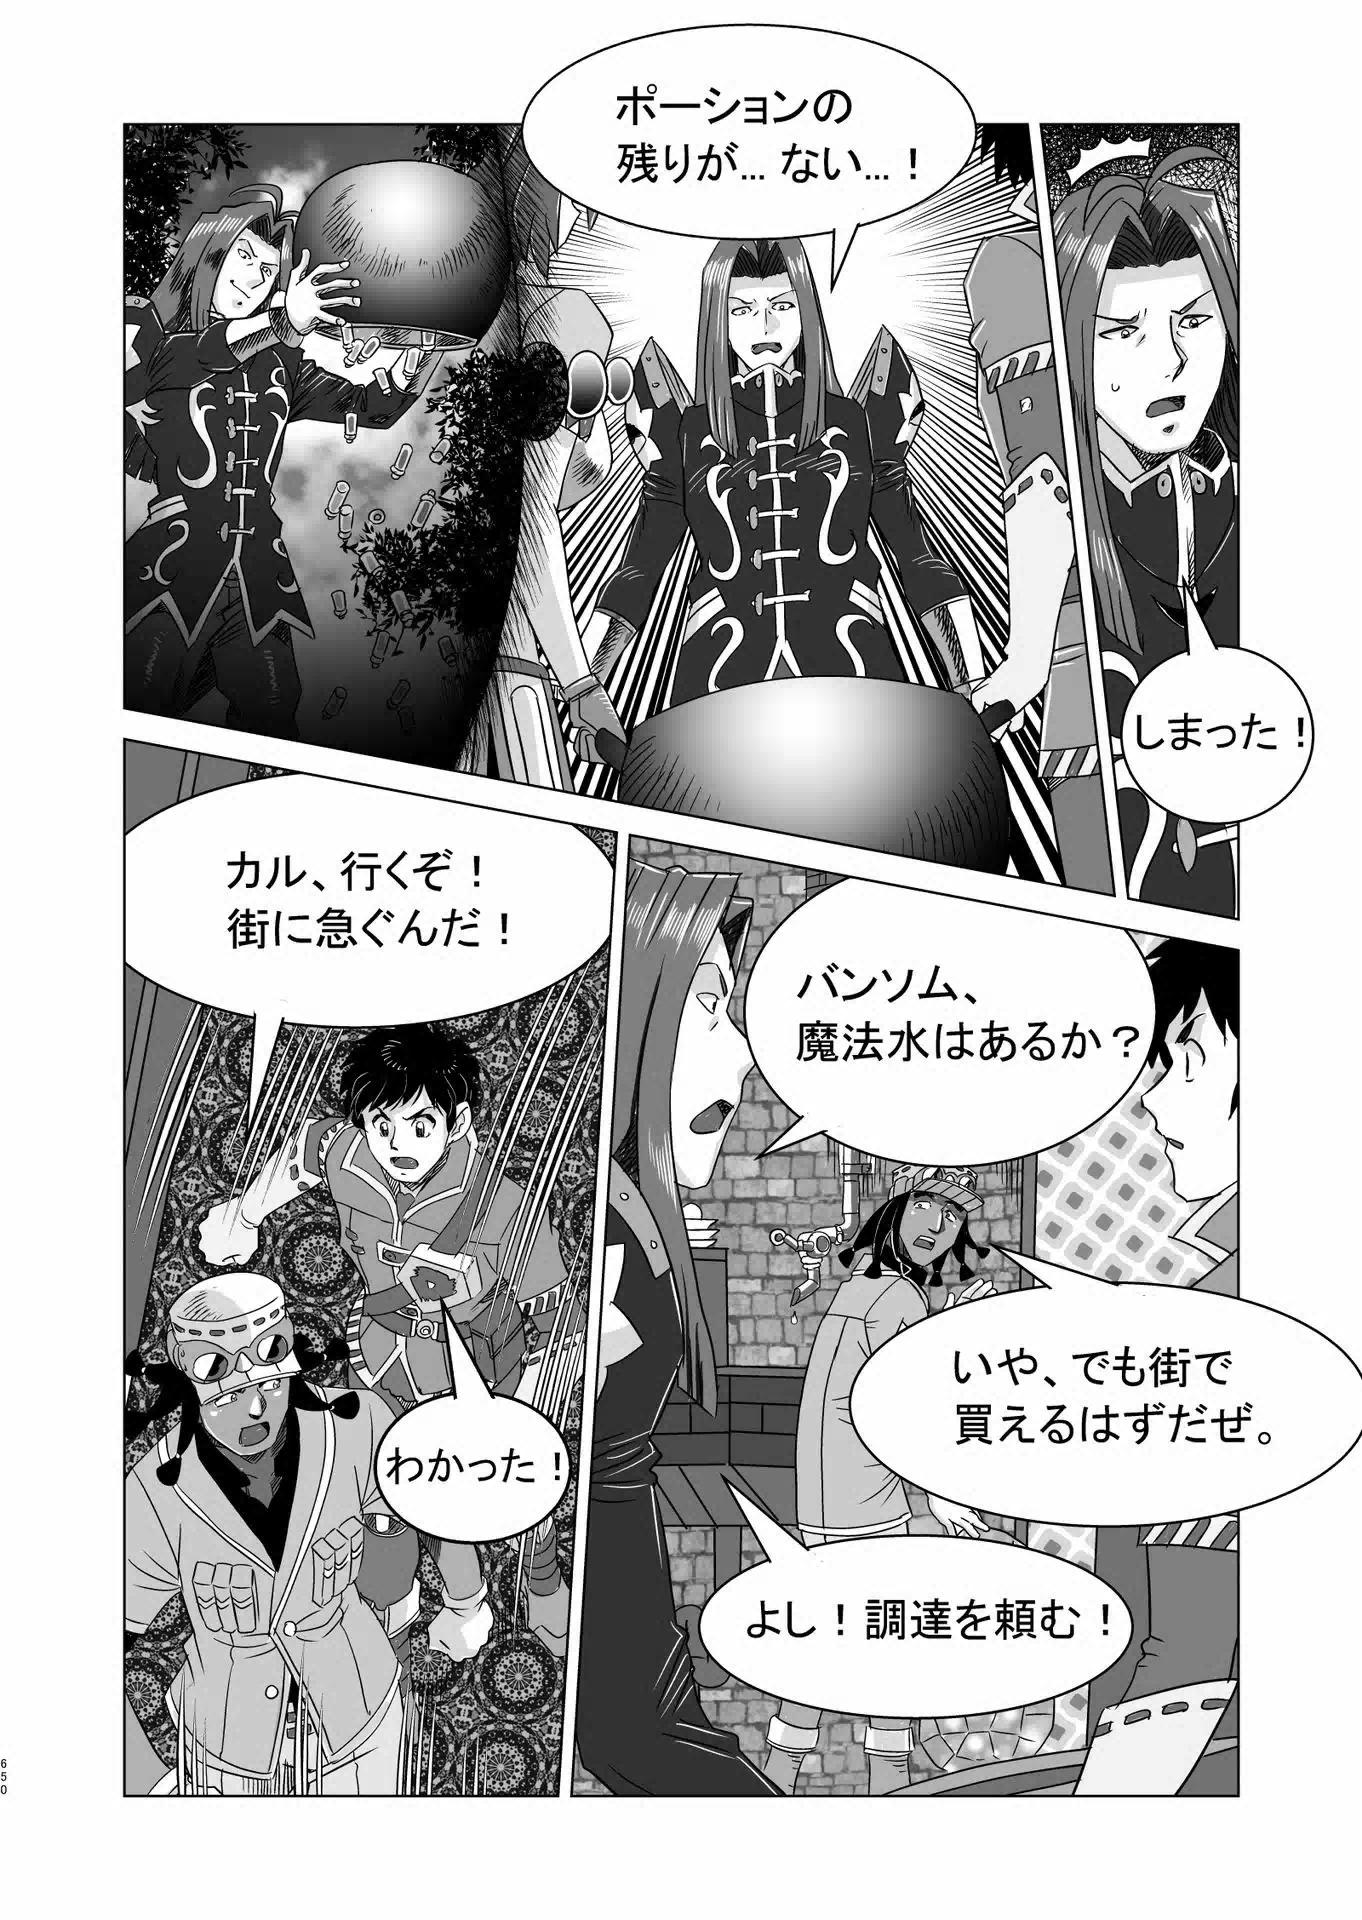 しまった！
ポーションの
残りが… ない…！
バンソム、
魔法水はあるか？
いや、でも街で
買えるはずだぜ。
よし！調達を頼む！
カル、行くぞ！
街に急ぐんだ！
わかった！
650